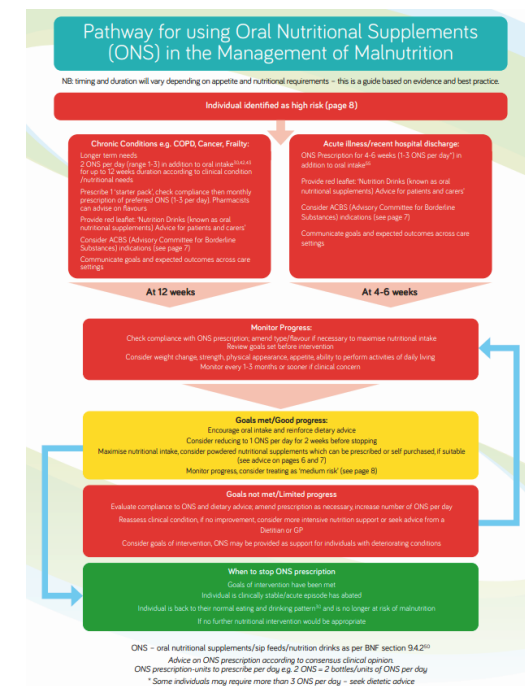 Pathway for using Oral Nutritional Supplements
(ONS) in the Management of Malnutrition
NB: timing and duration will vary depending on appetite and nutritional requirements – this is a guide based on evidence and best practice.
Individual identified as high risk (page 8)
Chronic Conditions e.g. COPD, Cancer, Frailty:
Longer term needs
2 ONS per day (range 1-3) in addition to oral intake
for up to 12 weeks duration according to clinical condition
/nutritional needs
Prescribe 1 'starter pack', check compliance then monthly
prescription of preferred ONS (1-3 per day). Pharmacists
can advise on flavours
Provide red leaflet: 'Nutrition Drinks (known as oral
nutritional supplements) Advice for patients and carers'
Consider ACBS (Advisory Committee for Borderline
Substances) indications (see page 7)
Communicate goals and expected outcomes across care
settings
Acute illness/recent hospital discharge:
ONS Prescription for 4-6 weeks (1-3 ONS per day*) in
addition to oral intake
Provide red leaflet: 'Nutrition Drinks (known as oral
nutritional supplements) Advice for patients and carers'
Consider ACBS (Advisory Committee for Borderline
Substances) indications (see page 7)
Communicate goals and expected outcomes across care
settings
At 12 weeks
At 4-6 weeks
Monitor Progress:
Check compliance with ONS prescription; amend type/flavour if necessary to maximise nutritional intake
Review goals set before intervention
Consider weight change, strength, physical appearance, appetite, ability to perform activities of daily living
Monitor every 1-3 months or sooner if clinical concern
Goals met/Good progress:
Encourage oral intake and reinforce dietary advice
Consider reducing to 1 ONS per day for 2 weeks before stopping
Maximise nutritional intake, consider powdered nutritional supplements which can be prescribed or self purchased, if suitable
(see advice on pages 6 and 7)
Monitor progress, consider treating as 'medium risk' (see page 8)
Goals not met/Limited progress
Evaluate compliance to ONS and dietary advice; amend prescription as necessary, increase number of ONS per day
Reassess clinical condition, if no improvement, consider more intensive nutrition support or seek advice from a
Dietitian or GP
Consider goals of intervention, ONS may be provided as support for individuals with deteriorating conditions
When to stop ONS prescription
Goals of intervention have been met
Individual is clinically stable/acute episode has abated
Individual is back to their normal eating and drinking pattern and is no longer at risk of malnutrition
If no further nutritional intervention would be appropriate
ONS – oral nutritional supplements/sip feeds/nutrition drinks as per BNF section 9.4.2
Advice on ONS prescription according to consensus clinical opinion.
ONS prescription-units to prescribe per day e.g. 2 ONS = 2 bottles/units of ONS per day
* Some individuals may require more than 3 ONS per day – seek dietetic advice